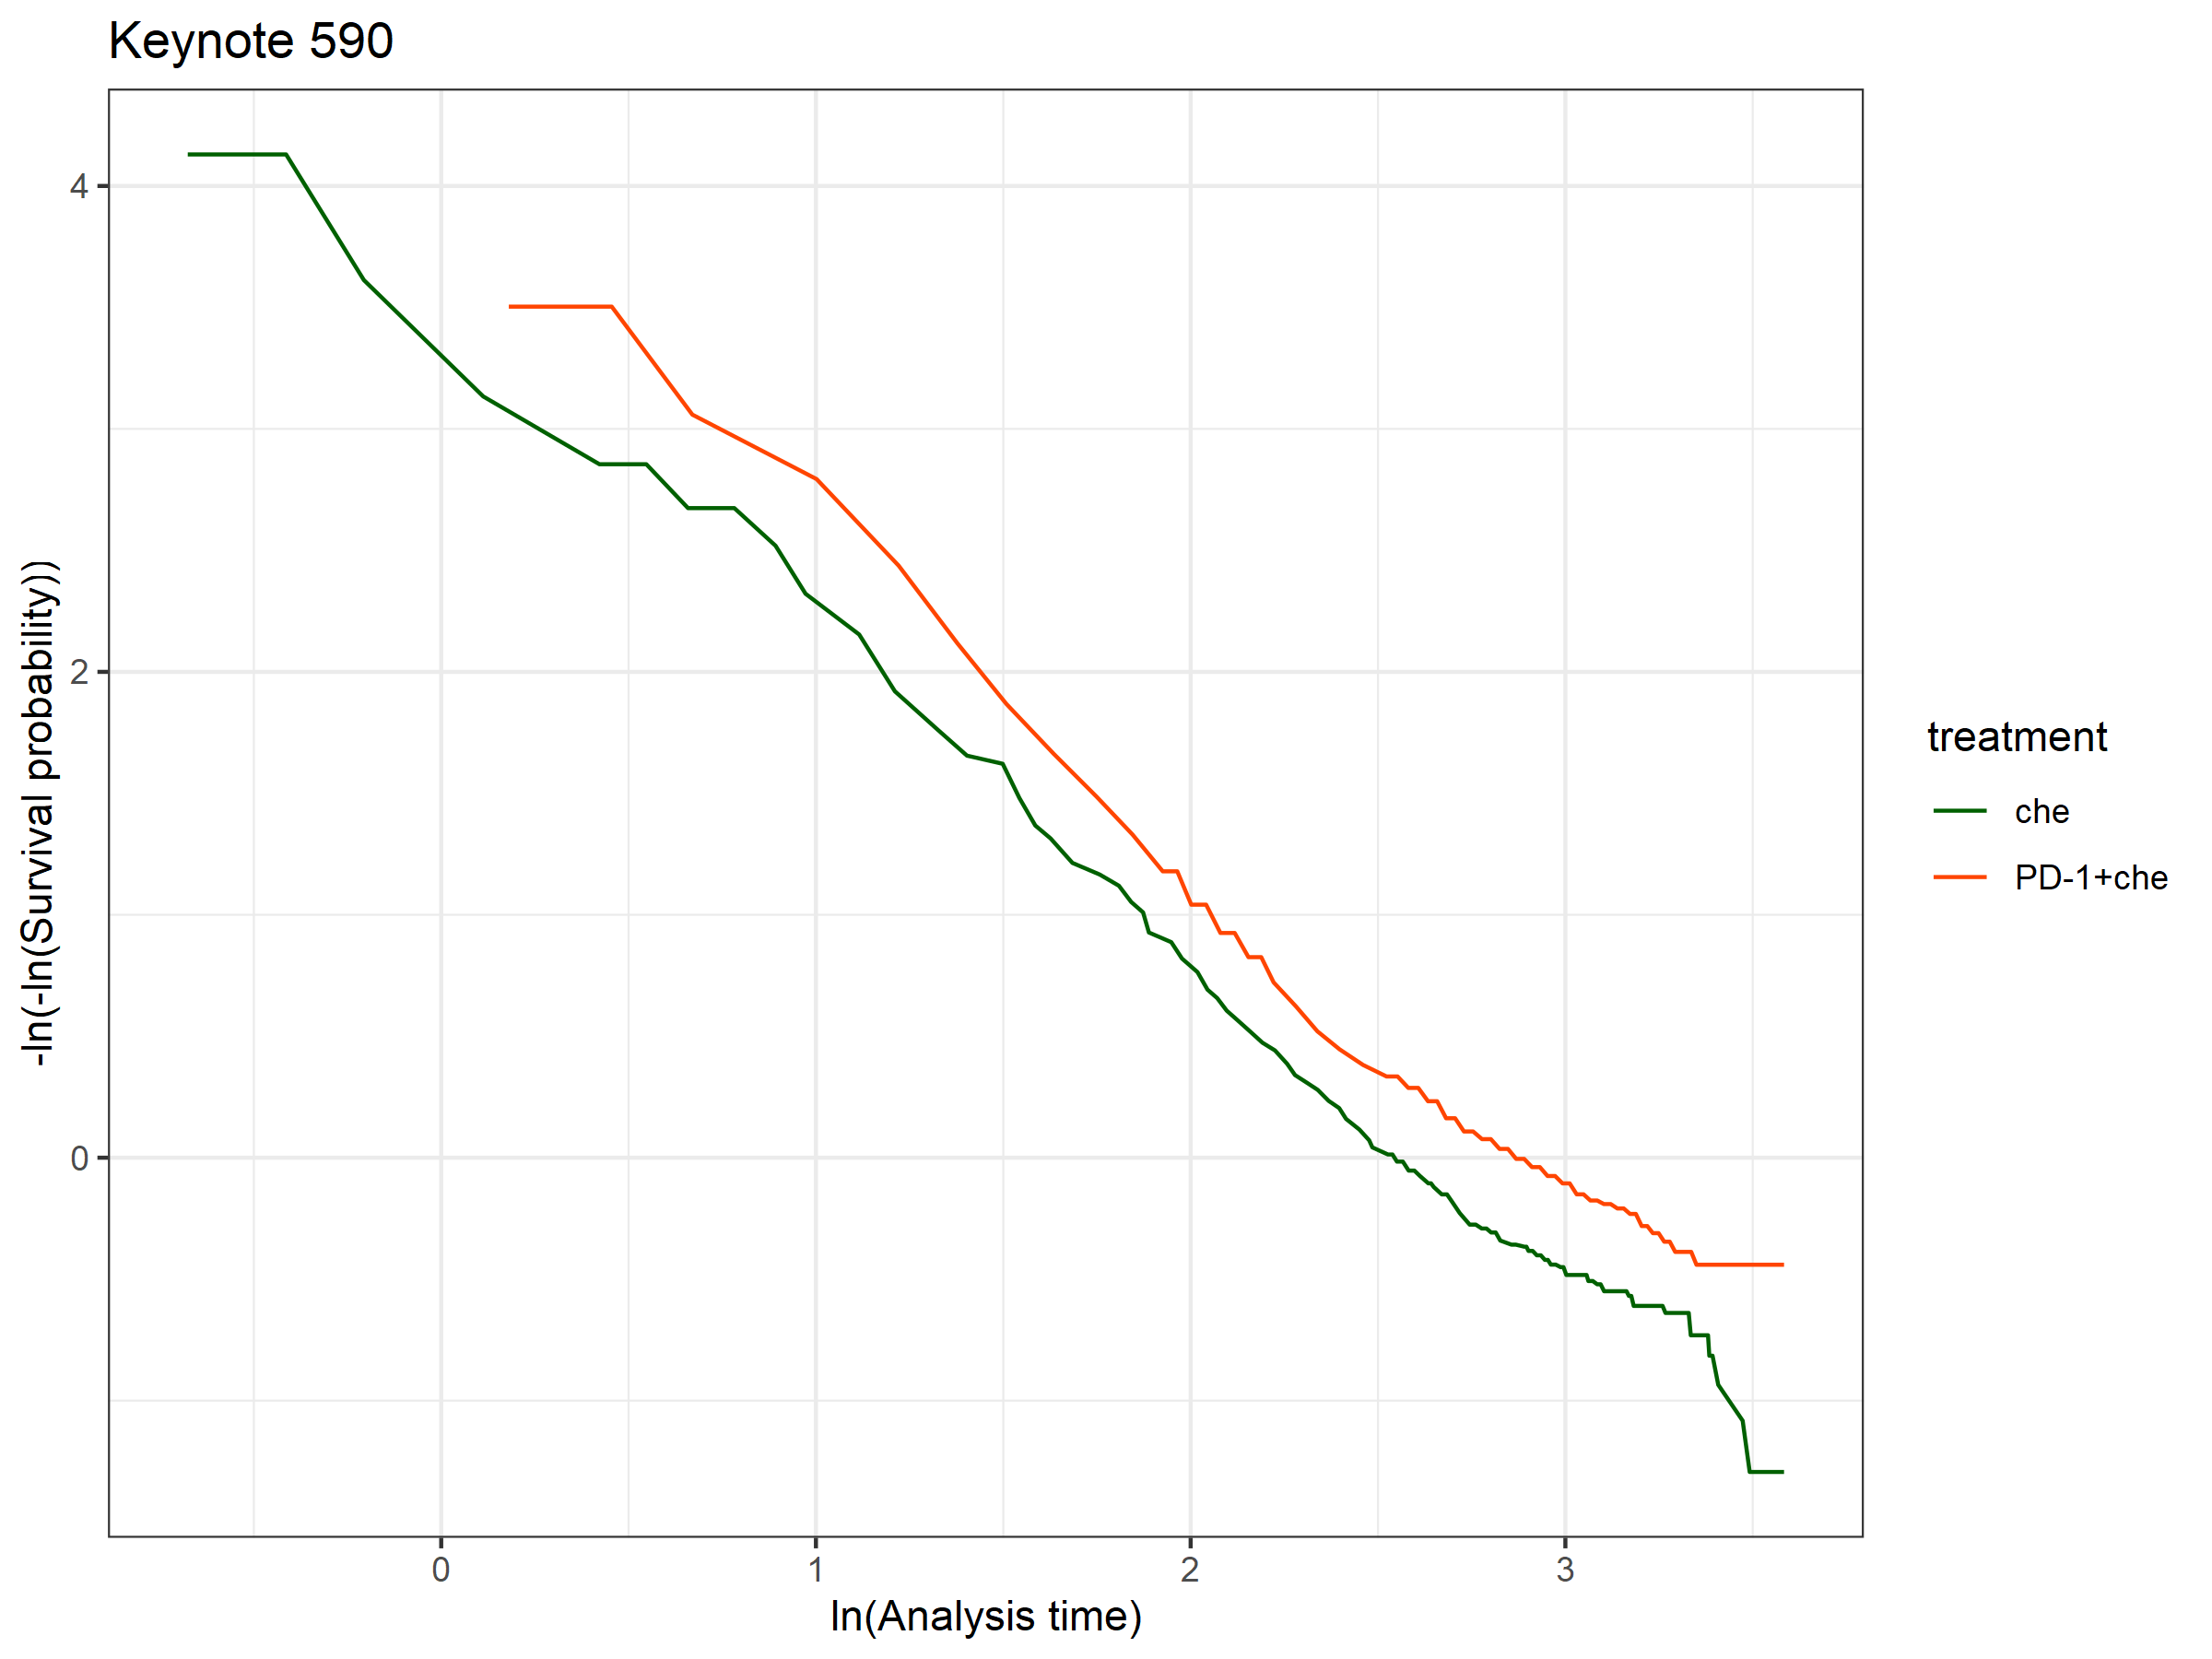 Keynote 590
-ln(-ln(Survival probability)))
4
2
0
0
1
2
3
ln(Analysis time)
treatment
che
PD-1+che